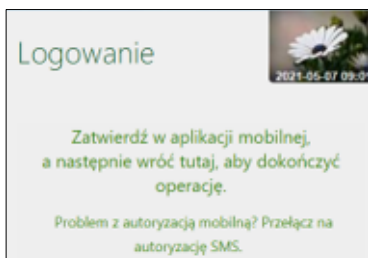 Logowanie
2021-05-07 09:09
Zatwierdź w aplikacji mobilnej,
a następnie wróć tutaj, aby dokończyć
operację.
Problem z autoryzacją mobilną? Przełącz na
autoryzację SMS.